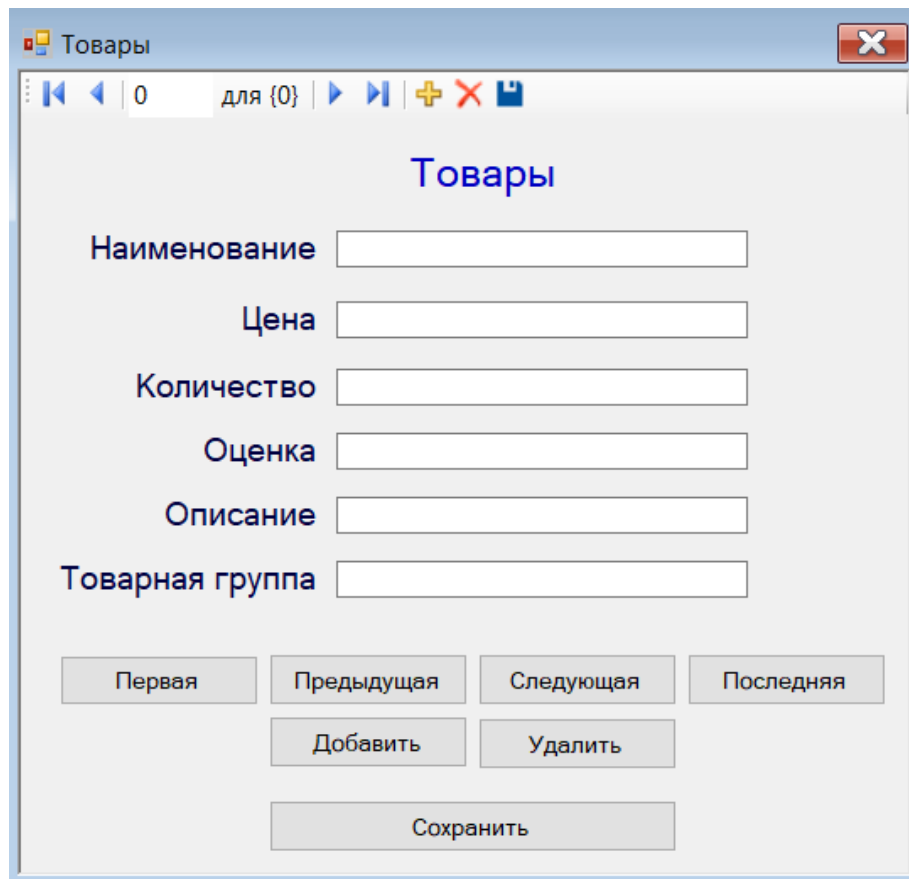 Товары
0 для {0}
Товары
Наименование
Цена
Количество
Оценка
Описание
Товарная группа
Первая Предыдущая Следующая Последняя
Добавить Удалить
Сохранить